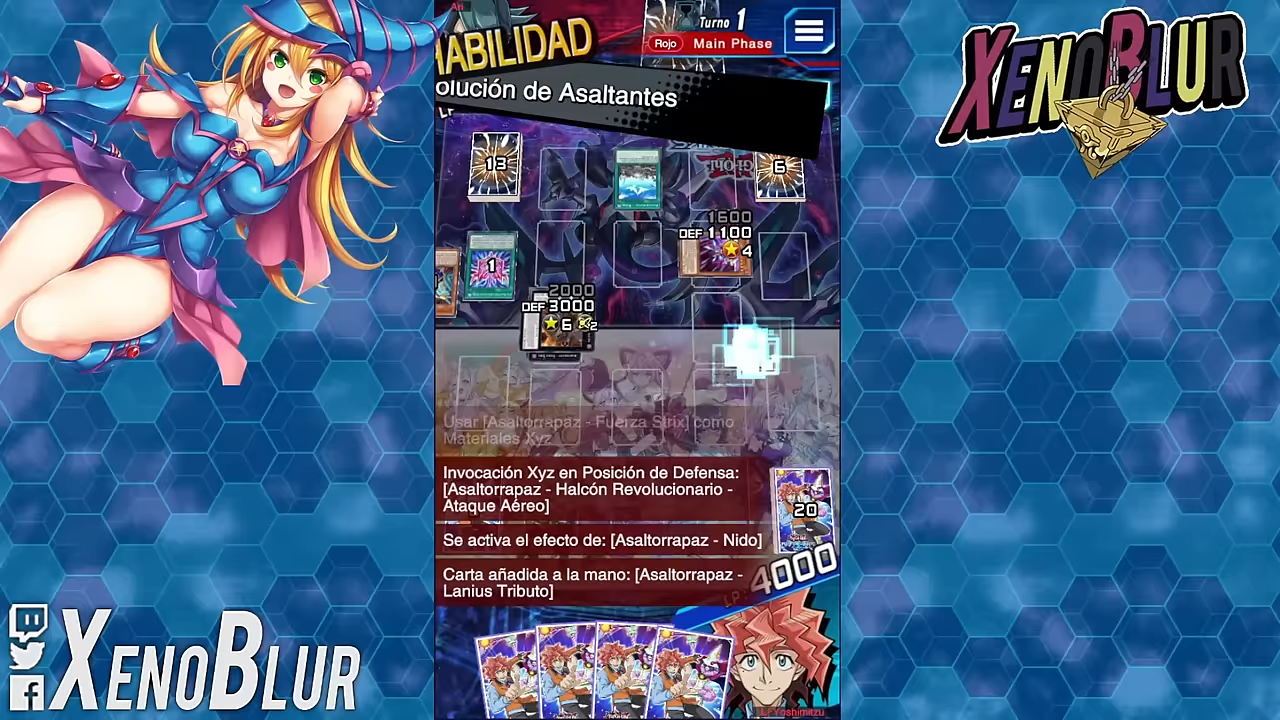 Ari
HABILIDAD
olución de Asaltantes
Turno 1
Rojo Main Phase
XENOBLUR
LP
13
6
1600
DEF 1100
4
1
2000
DEF 3000
6 2
Usar [Asaltorrapaz - Fuerza Strix] como
Materiales Xyz
Invocación Xyz en Posición de Defensa:
[Asaltorrapaz - Halcón Revolucionario -
Ataque Aéreo]
Se activa el efecto de: [Asaltorrapaz - Nido]
Carta añadida a la mano: [Asaltorrapaz -
Lanius Tributo]
20
LP: 4000
XENOBLUR